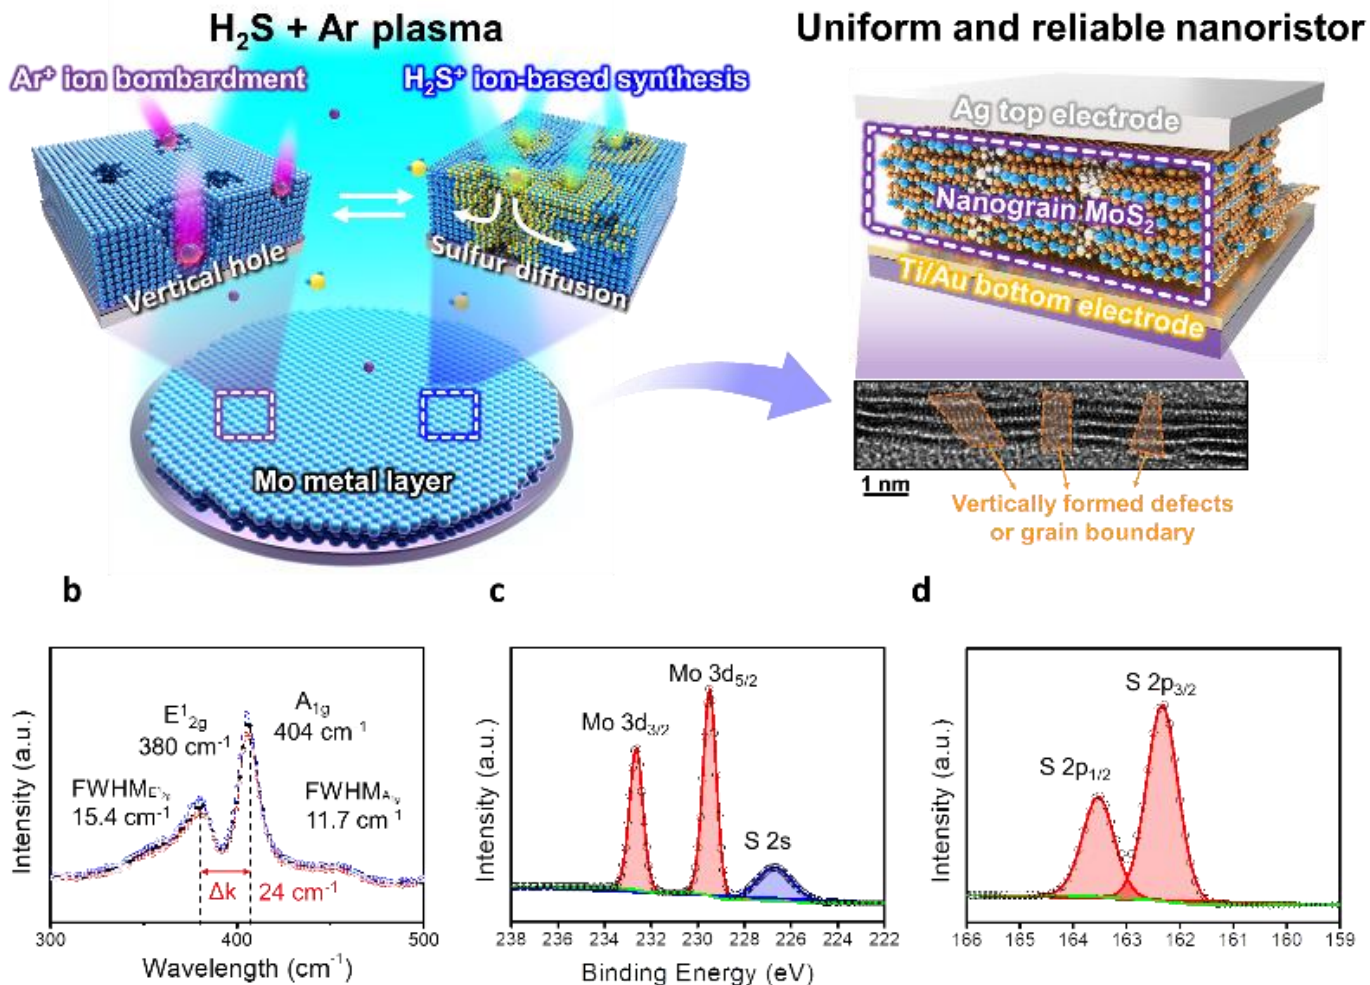 H₂S + Ar plasma
Uniform and reliable nanoristor
Ar⁺ ion bombardment
H₂S⁺ ion-based synthesis
Ag top electrode
Nanograin MoS₂
Vertical hole
Sulfur diffusion
Ti/Au bottom electrode
Mo metal layer
1 nm
Vertically formed defects
or grain boundary
b
c
d
E¹₂g
380 cm⁻¹
A₁g
404 cm⁻¹
FWHM
15.4 cm⁻¹
FWHM
11.7 cm⁻¹
Δk
24 cm⁻¹
Intensity (a.u.)
300 400 500
Wavelength (cm⁻¹)
Mo 3d₃/₂
Mo 3d₅/₂
S 2s
Intensity (a.u.)
238 236 234 232 230 228 226 224 222
Binding Energy (eV)
S 2p₁/₂
S 2p₃/₂
Intensity (a.u.)
166 165 164 163 162 161 160 159